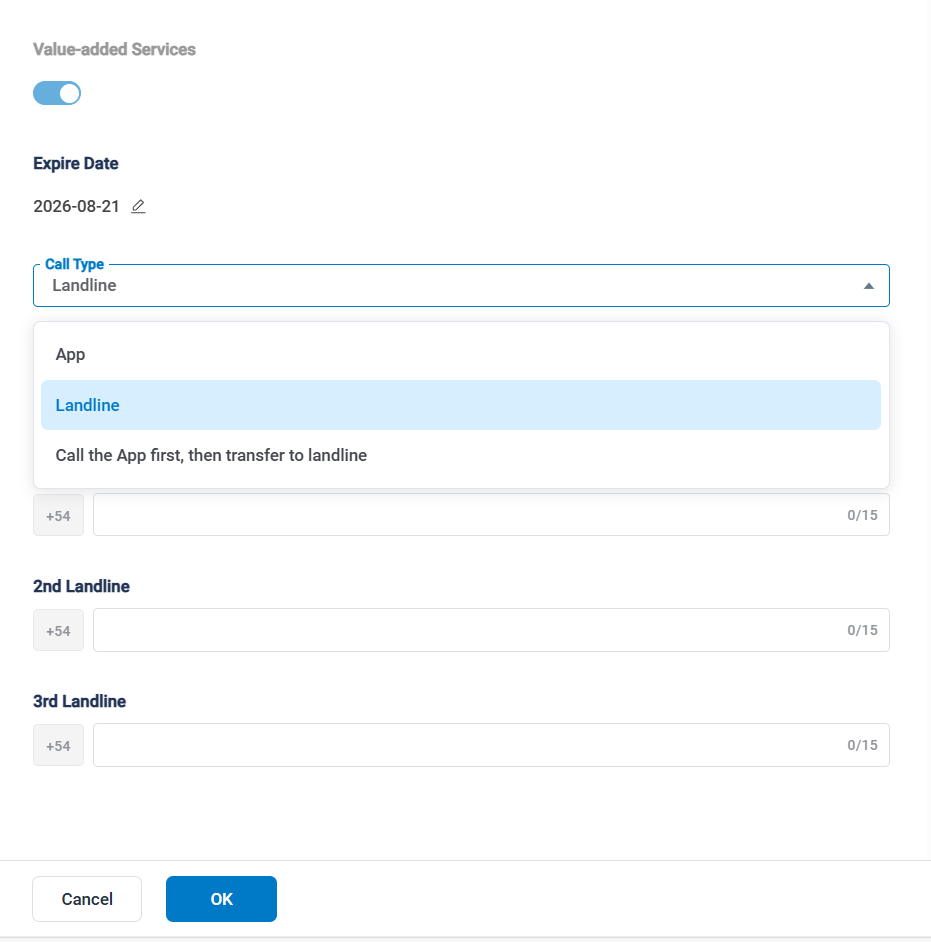 Value-added Services
Expire Date
2026-08-21
Call Type
Landline
App
Landline
Call the App first, then transfer to landline
+54 0/15
2nd Landline
+54 0/15
3rd Landline
+54 0/15
Cancel OK